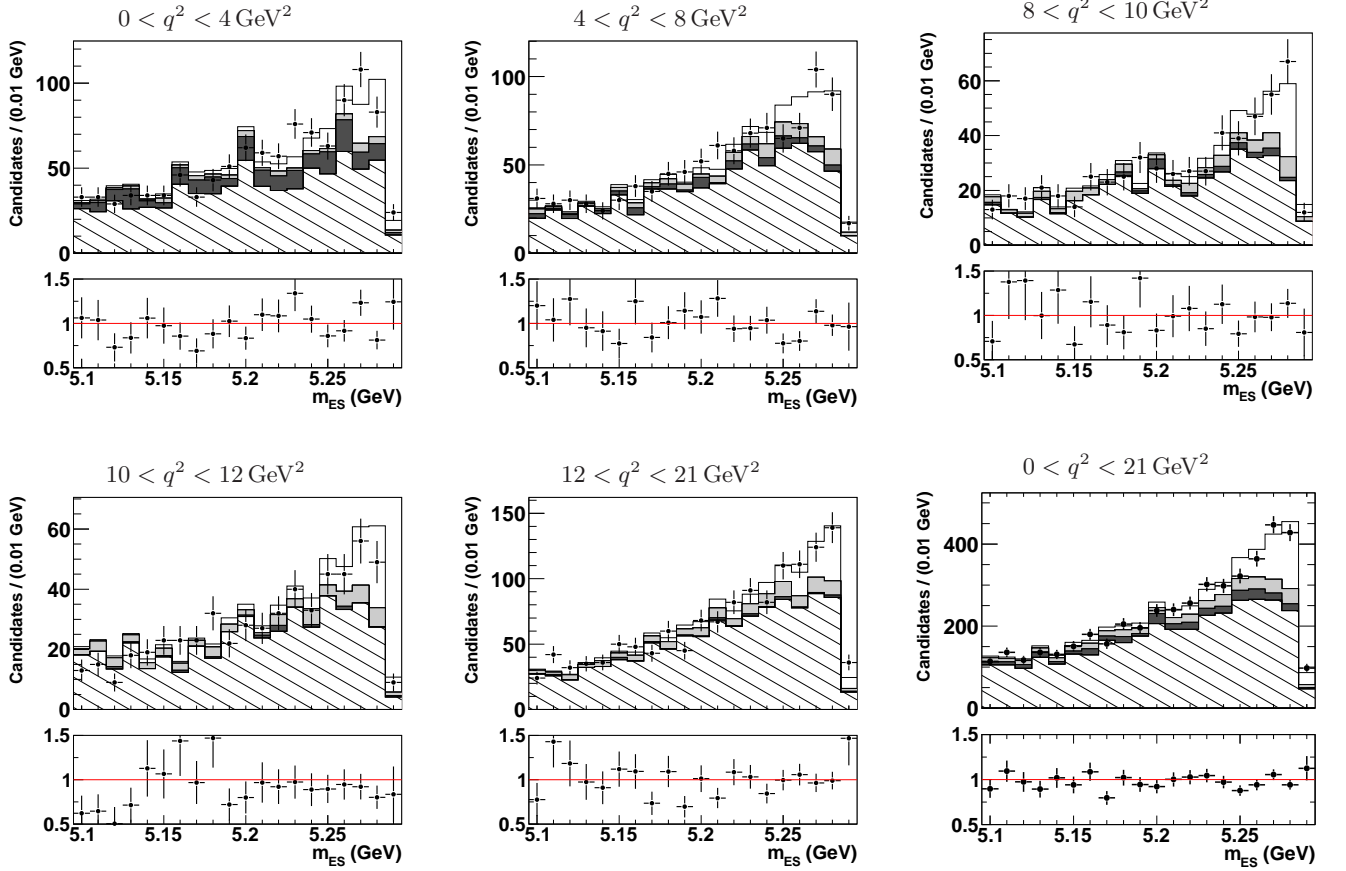 0 < q² < 4 GeV²
Candidates / (0.01 GeV)
100
50
0
1.5
1
0.5
5.1 5.15 5.2 5.25
m_ES (GeV)
4 < q² < 8 GeV²
Candidates / (0.01 GeV)
100
50
0
1.5
1
0.5
5.1 5.15 5.2 5.25
m_ES (GeV)
8 < q² < 10 GeV²
Candidates / (0.01 GeV)
60
40
20
0
1.5
1
0.5
5.1 5.15 5.2 5.25
m_ES (GeV)
10 < q² < 12 GeV²
Candidates / (0.01 GeV)
60
40
20
0
1.5
1
0.5
5.1 5.15 5.2 5.25
m_ES (GeV)
12 < q² < 21 GeV²
Candidates / (0.01 GeV)
150
100
50
0
1.5
1
0.5
5.1 5.15 5.2 5.25
m_ES (GeV)
0 < q² < 21 GeV²
Candidates / (0.01 GeV)
400
200
0
1.5
1
0.5
5.1 5.15 5.2 5.25
m_ES (GeV)